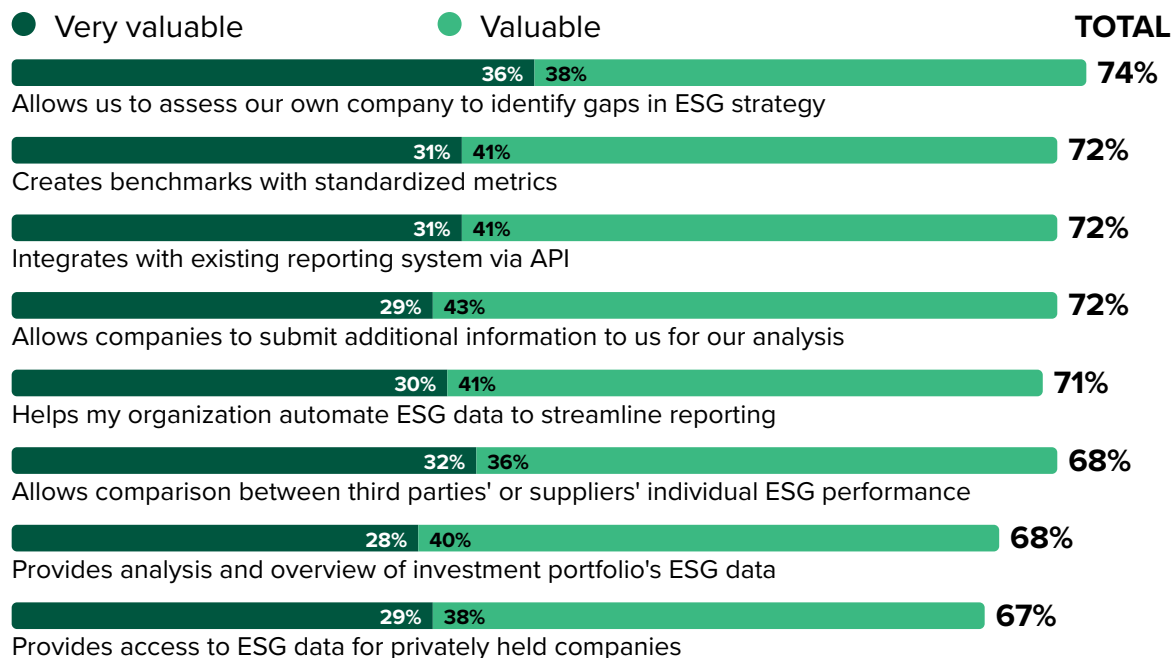 Very valuable Valuable TOTAL
36% 38% 74%
Allows us to assess our own company to identify gaps in ESG strategy
31% 41% 72%
Creates benchmarks with standardized metrics
31% 41% 72%
Integrates with existing reporting system via API
29% 43% 72%
Allows companies to submit additional information to us for our analysis
30% 41% 71%
Helps my organization automate ESG data to streamline reporting
32% 36% 68%
Allows comparison between third parties' or suppliers' individual ESG performance
28% 40% 68%
Provides analysis and overview of investment portfolio's ESG data
29% 38% 67%
Provides access to ESG data for privately held companies